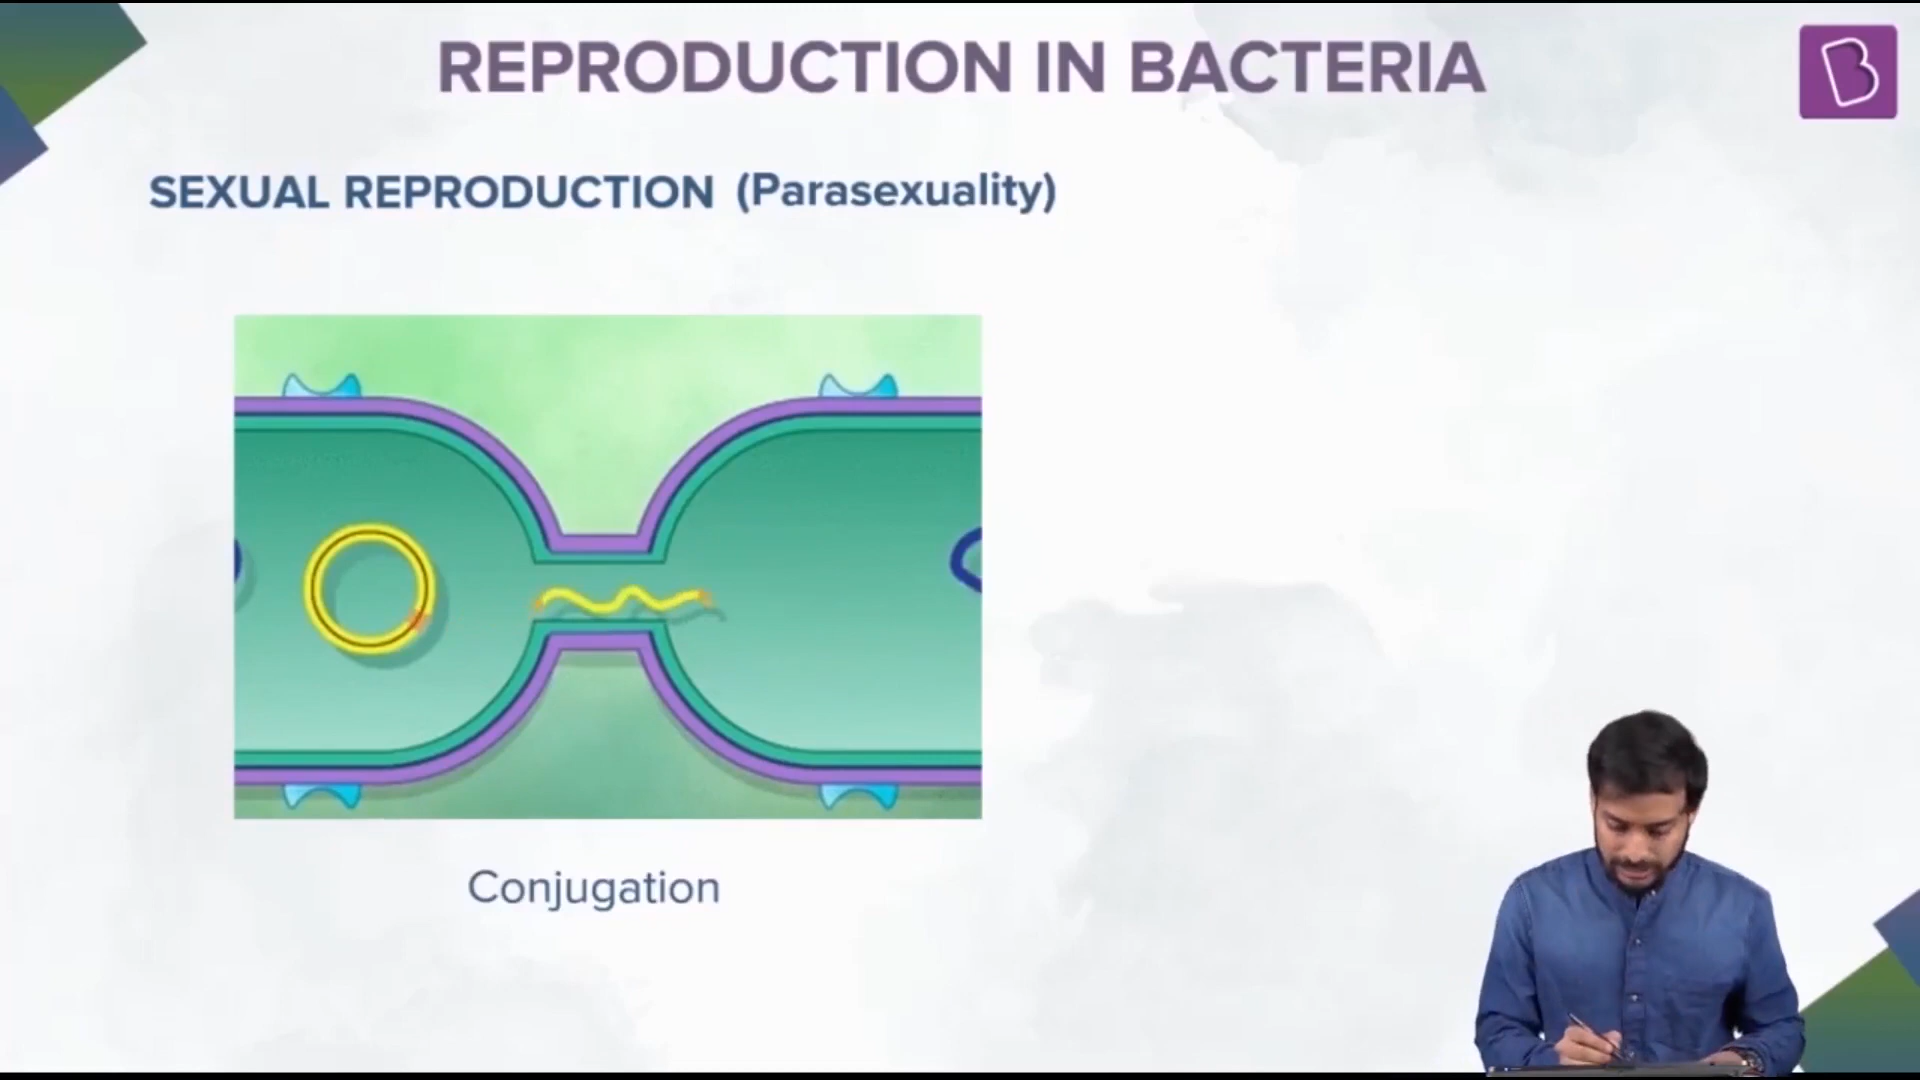 REPRODUCTION IN BACTERIA
B
SEXUAL REPRODUCTION (Parasexuality)
Conjugation